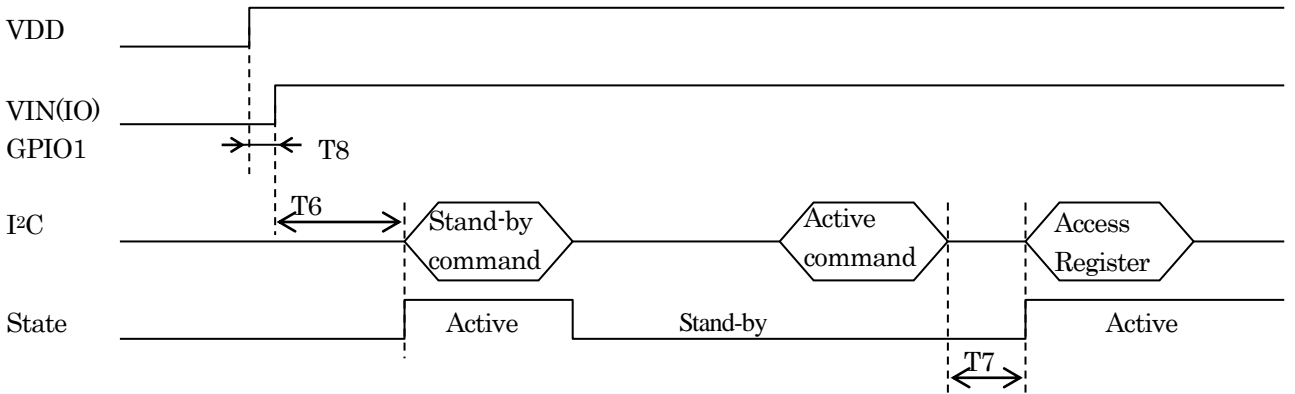 VDD
VIN(IO)
GPIO1
T8
I²C
T6
Stand-by
command
Active
command
Access
Register
State
Active
Stand-by
Active
T7